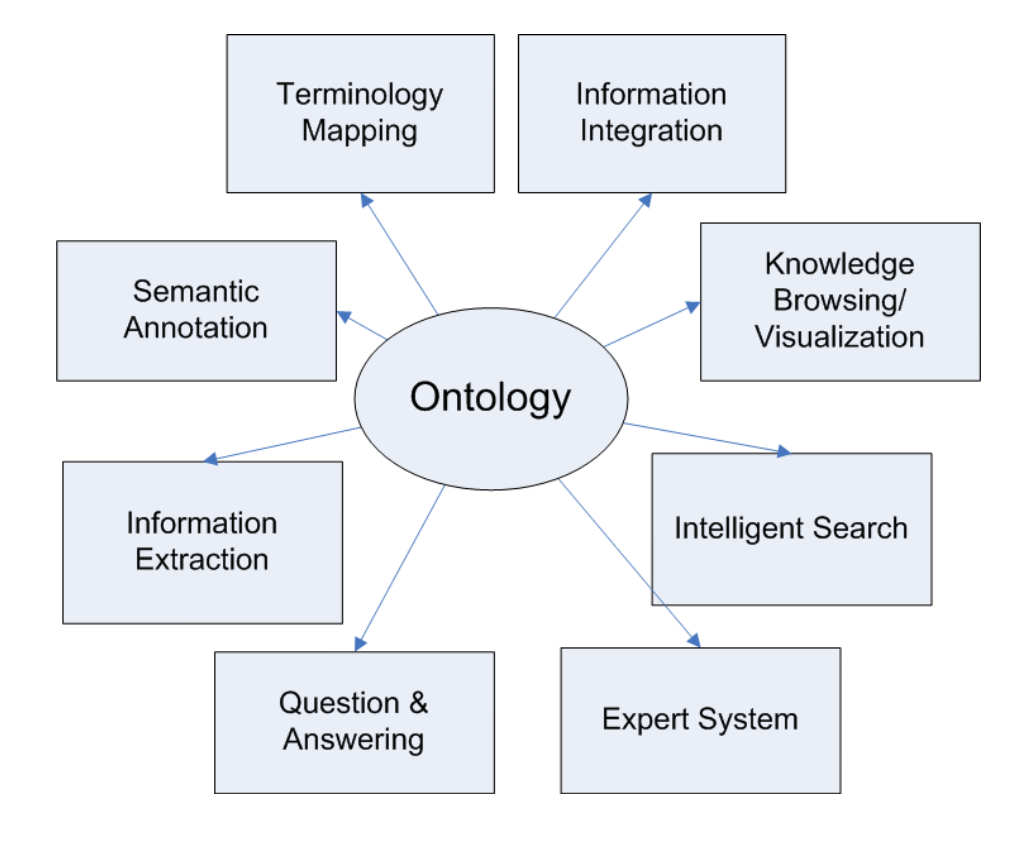 Terminology
Mapping
Information
Integration
Semantic
Annotation
Knowledge
Browsing/
Visualization
Ontology
Information
Extraction
Intelligent Search
Question &
Answering
Expert System